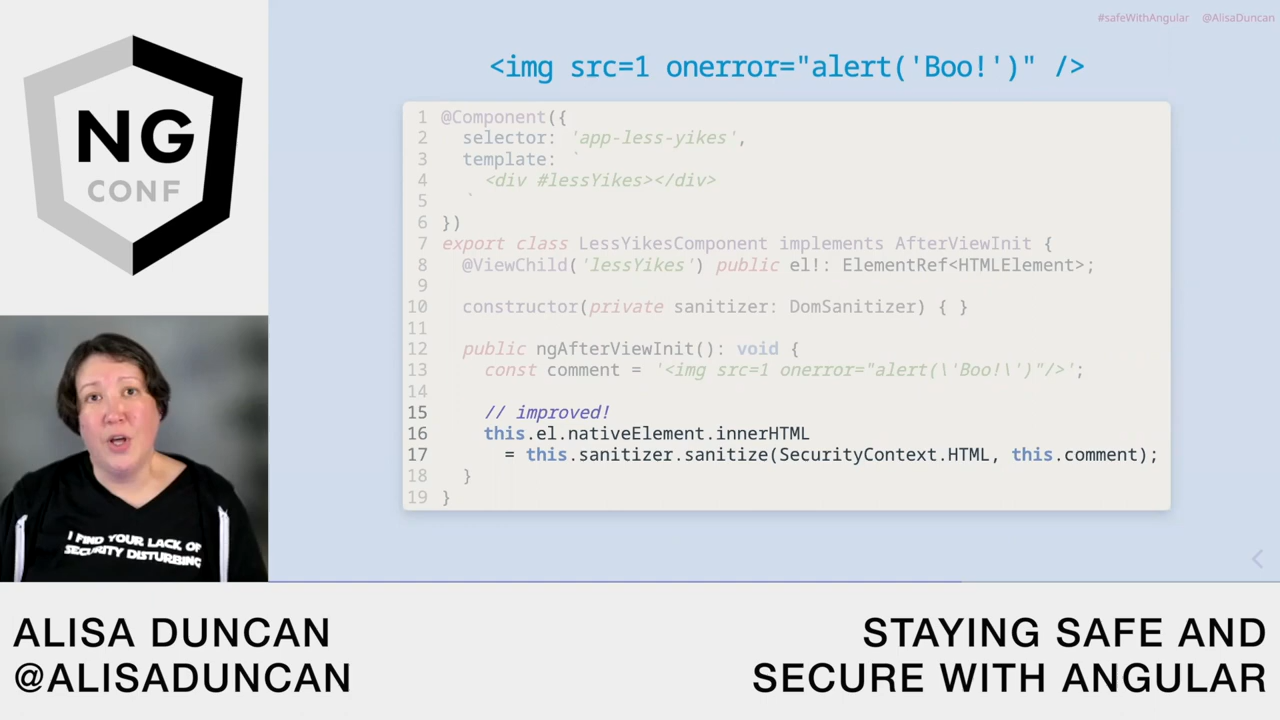 #safeWithAngular @AlisaDuncan
NG
CONF
<img src=1 onerror="alert('Boo!')" />
1 @Component({
2 selector: 'app-less-yikes',
3 template: `
4 <div #lessYikes></div>
5 `
6 })
7 export class LessYikesComponent implements AfterViewInit {
8 @ViewChild('lessYikes') public el!: ElementRef<HTMLElement>;
9
10 constructor(private sanitizer: DomSanitizer) { }
11
12 public ngAfterViewInit(): void {
13 const comment = '<img src=1 onerror="alert(\'Boo!\')"/>';
14
15 // improved!
16 this.el.nativeElement.innerHTML
17 = this.sanitizer.sanitize(SecurityContext.HTML, this.comment);
18 }
19 }
I FIND YOUR LACK OF
SECURITY DISTURBING
ALISA DUNCAN
@ALISADUNCAN
STAYING SAFE AND
SECURE WITH ANGULAR